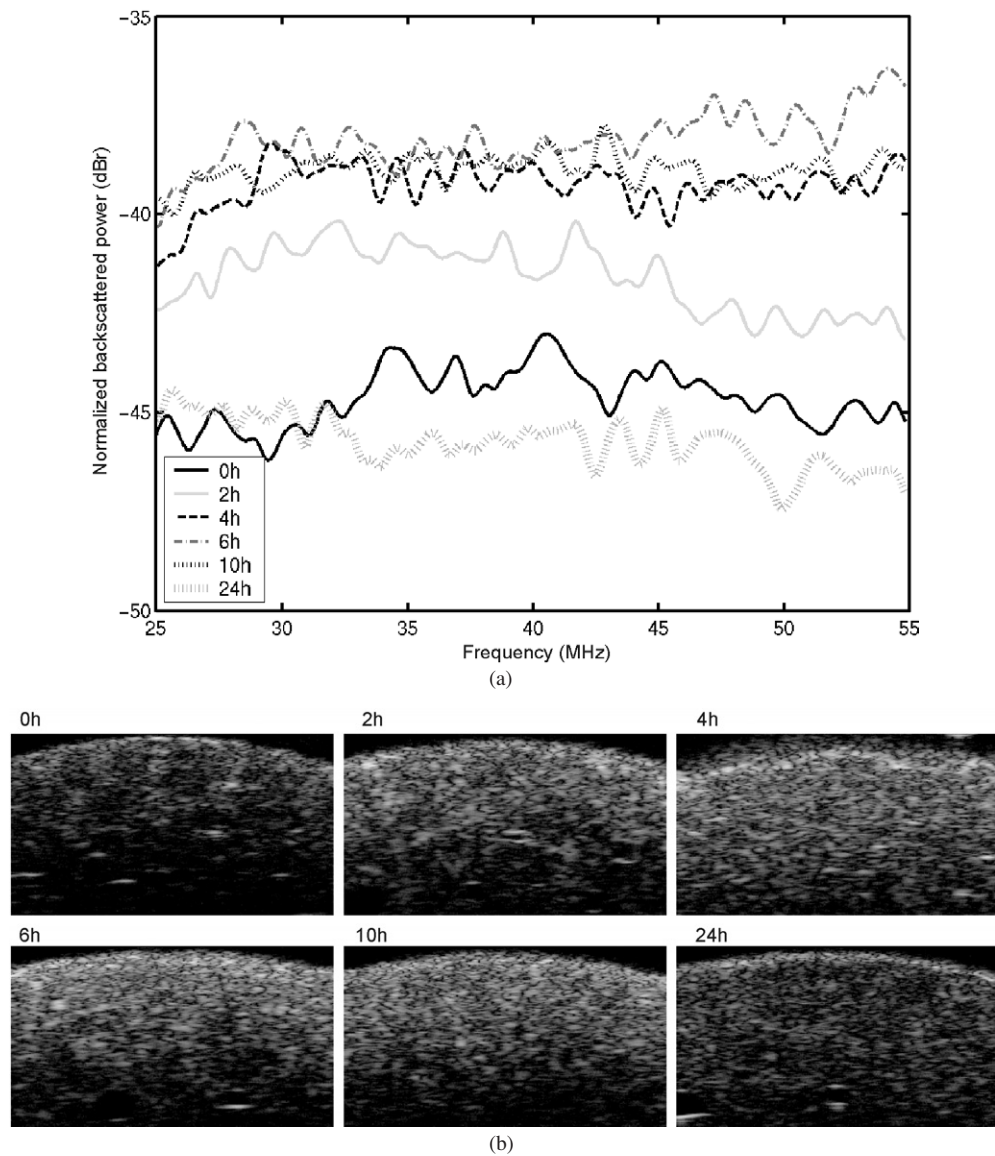 −35
−40
−45
−50
Normalized backscattered power (dBr)
0h
2h
4h
6h
10h
24h
25 30 35 40 45 50 55
Frequency (MHz)
(a)
0h 2h 4h
6h 10h 24h
(b)